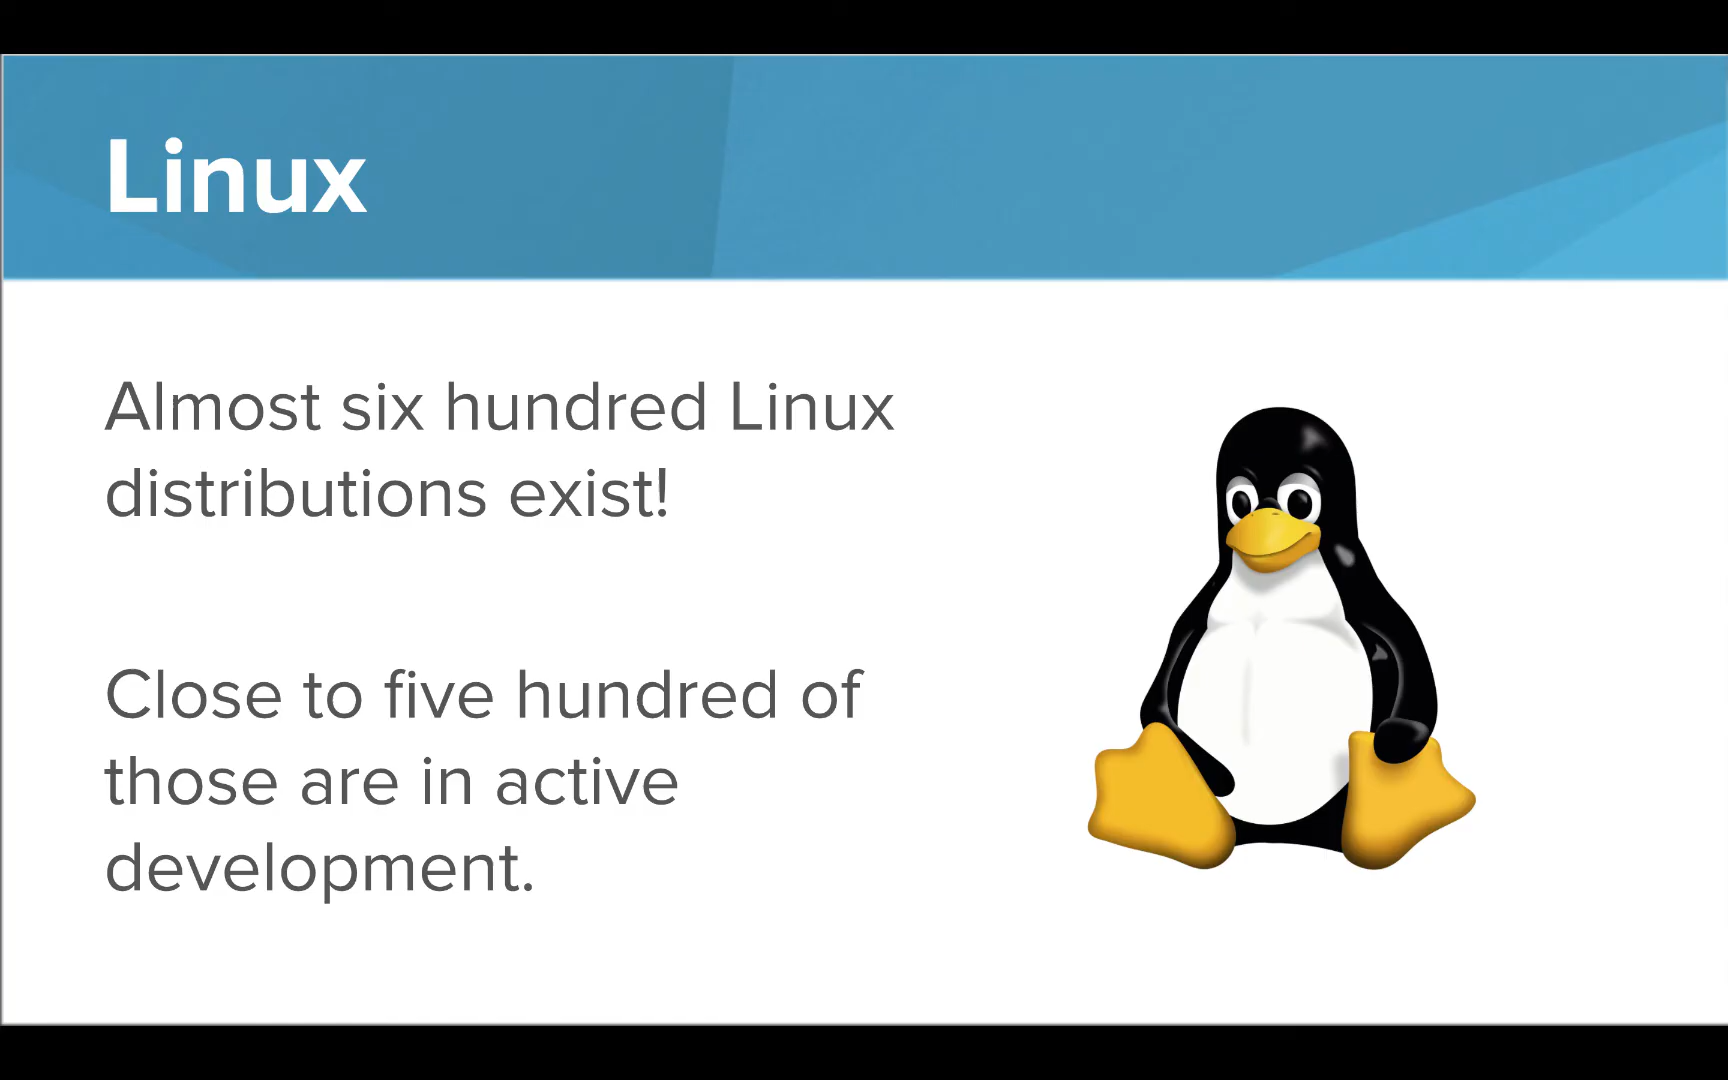 Linux
Almost six hundred Linux
distributions exist!
Close to five hundred of
those are in active
development.